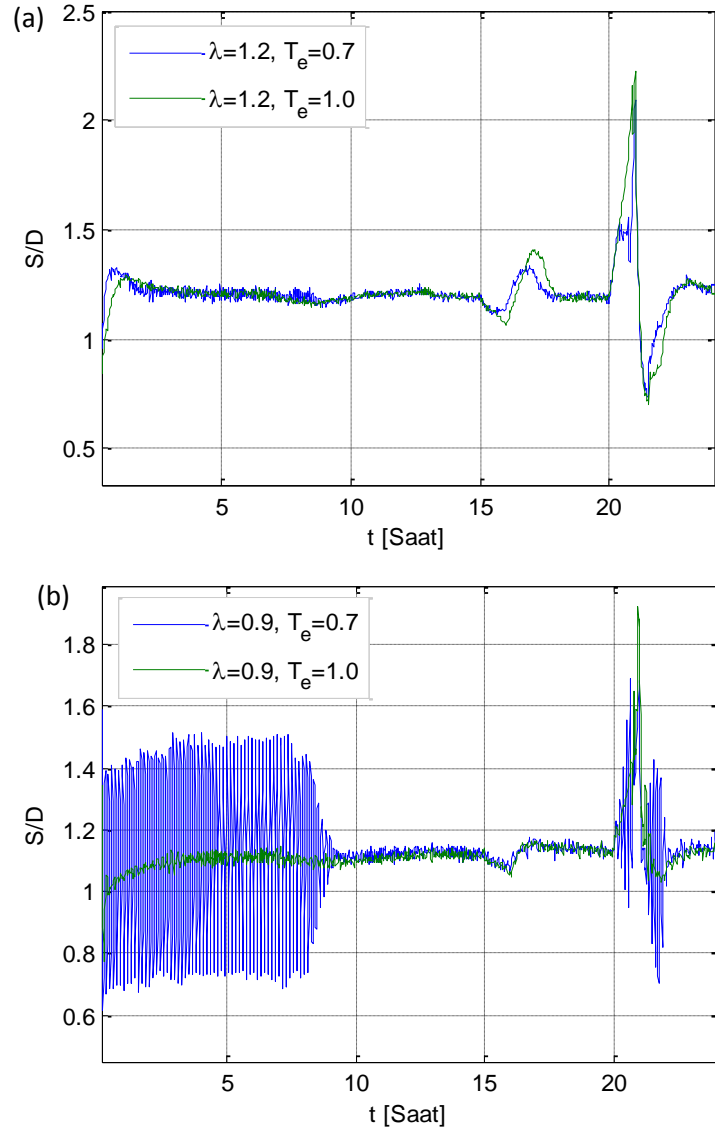 (a)
2.5
λ=1.2, T_e=0.7
λ=1.2, T_e=1.0
2
1.5
1
0.5
S/D
5 10 15 20
t [Saat]
(b)
λ=0.9, T_e=0.7
λ=0.9, T_e=1.0
1.8
1.6
1.4
1.2
1
0.8
0.6
S/D
5 10 15 20
t [Saat]